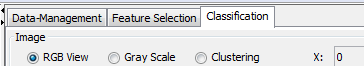 Data-Management Feature Selection Classification
Image
RGB View Gray Scale Clustering X: 0